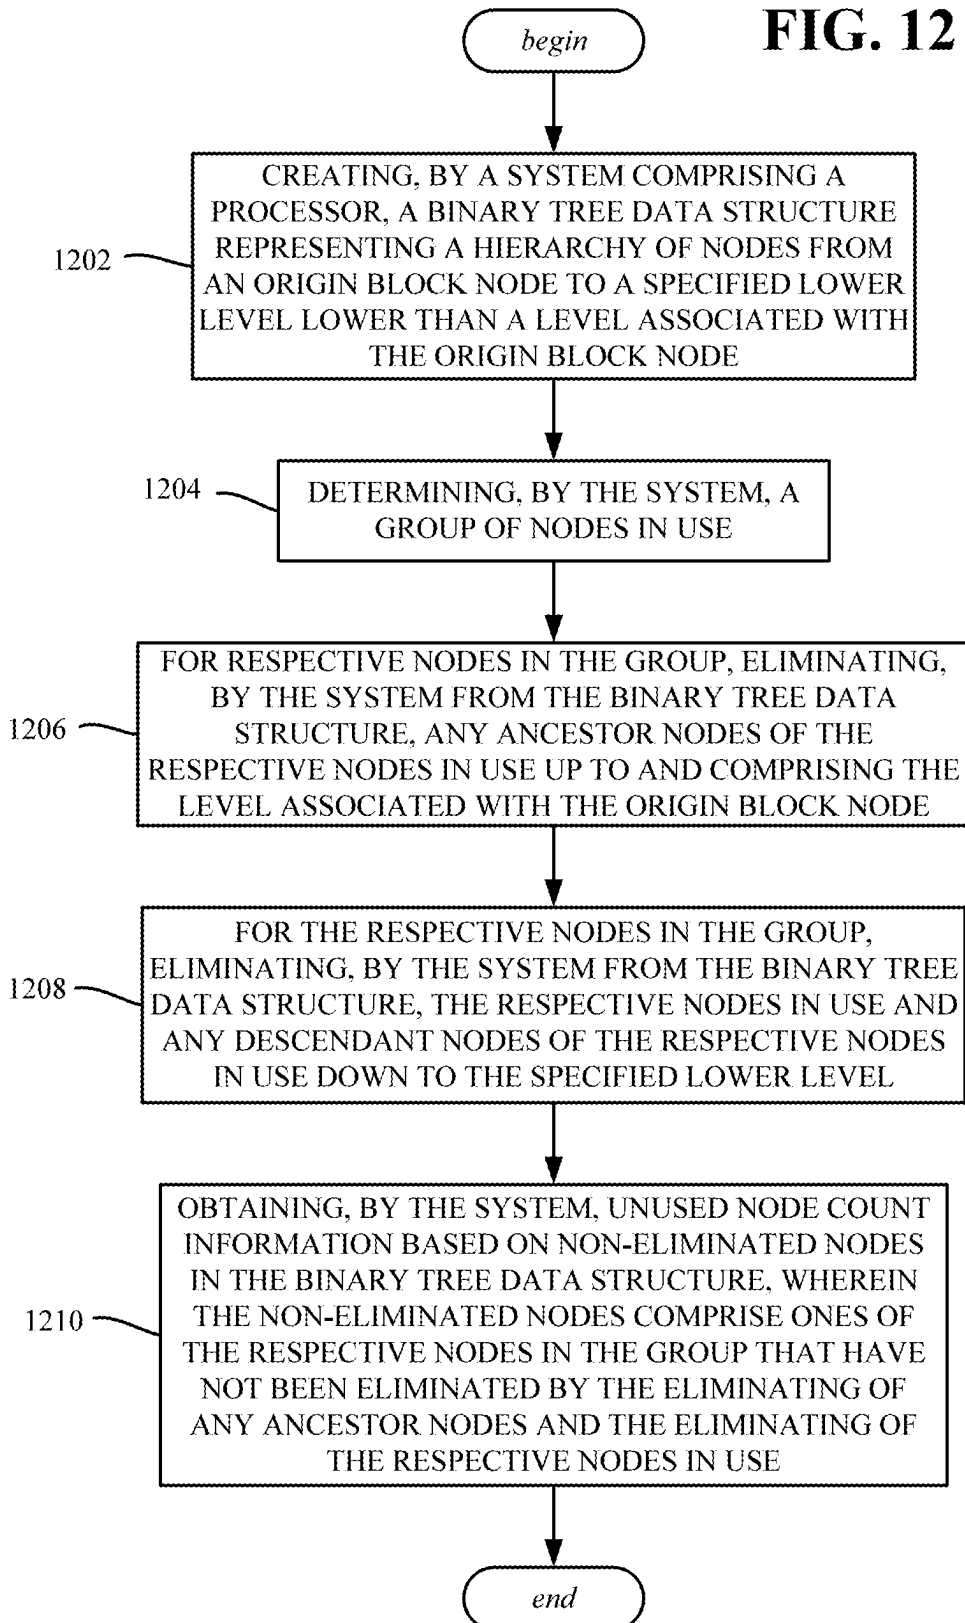 FIG. 12
begin
1202
CREATING, BY A SYSTEM COMPRISING A
PROCESSOR, A BINARY TREE DATA STRUCTURE
REPRESENTING A HIERARCHY OF NODES FROM
AN ORIGIN BLOCK NODE TO A SPECIFIED LOWER
LEVEL LOWER THAN A LEVEL ASSOCIATED WITH
THE ORIGIN BLOCK NODE
1204
DETERMINING, BY THE SYSTEM, A
GROUP OF NODES IN USE
1206
FOR RESPECTIVE NODES IN THE GROUP, ELIMINATING,
BY THE SYSTEM FROM THE BINARY TREE DATA
STRUCTURE, ANY ANCESTOR NODES OF THE
RESPECTIVE NODES IN USE UP TO AND COMPRISING THE
LEVEL ASSOCIATED WITH THE ORIGIN BLOCK NODE
1208
FOR THE RESPECTIVE NODES IN THE GROUP,
ELIMINATING, BY THE SYSTEM FROM THE BINARY TREE
DATA STRUCTURE, THE RESPECTIVE NODES IN USE AND
ANY DESCENDANT NODES OF THE RESPECTIVE NODES
IN USE DOWN TO THE SPECIFIED LOWER LEVEL
1210
OBTAINING, BY THE SYSTEM, UNUSED NODE COUNT
INFORMATION BASED ON NON-ELIMINATED NODES
IN THE BINARY TREE DATA STRUCTURE, WHEREIN
THE NON-ELIMINATED NODES COMPRISE ONES OF
THE RESPECTIVE NODES IN THE GROUP THAT HAVE
NOT BEEN ELIMINATED BY THE ELIMINATING OF
ANY ANCESTOR NODES AND THE ELIMINATING OF
THE RESPECTIVE NODES IN USE
end